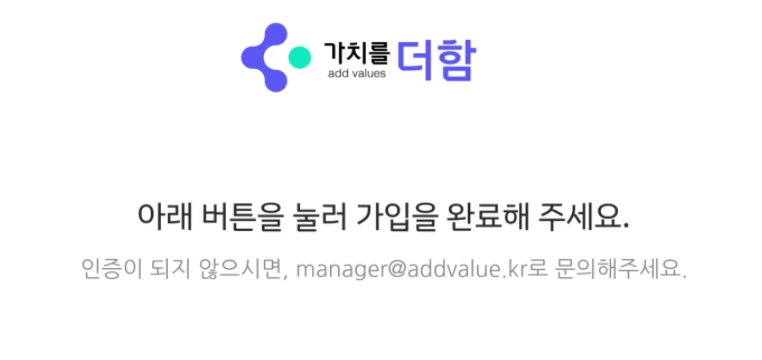 가치를 더함
add values
아래 버튼을 눌러 가입을 완료해 주세요.
인증이 되지 않으시면, manager@addvalue.kr로 문의해주세요.